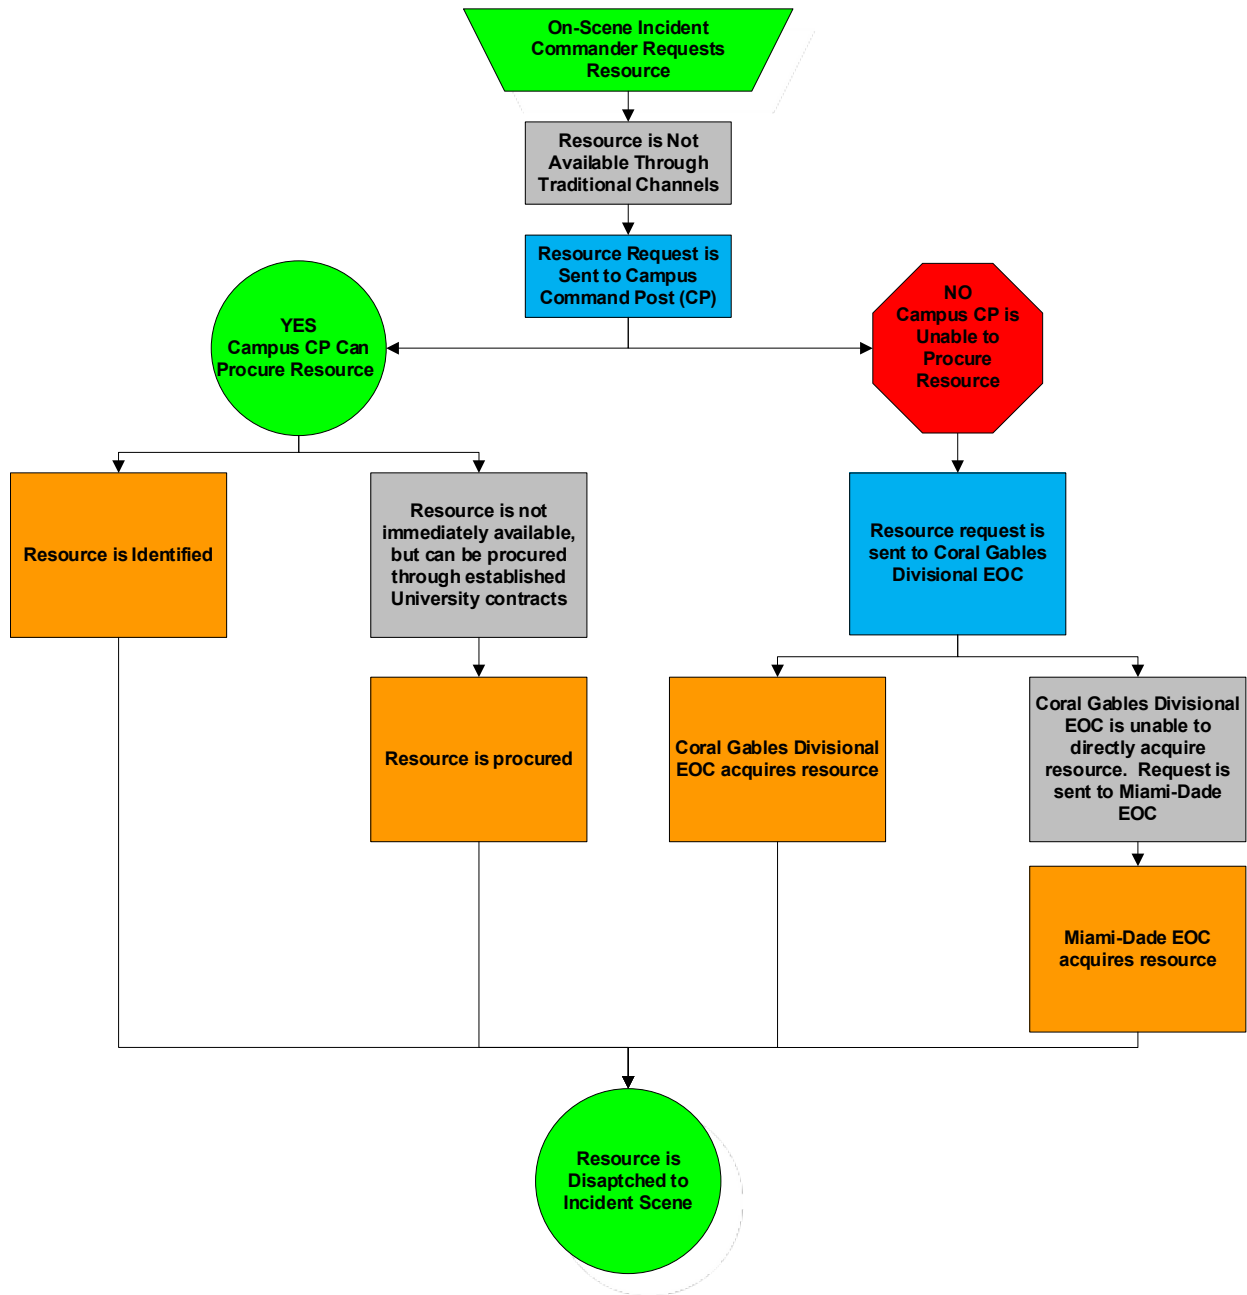 On-Scene Incident
Commander Requests
Resource
Resource is Not
Available Through
Traditional Channels
Resource Request is
Sent to Campus
Command Post (CP)
YES
Campus CP Can
Procure Resource
NO
Campus CP is
Unable to
Procure
Resource
Resource is Identified
Resource is not
immediately available,
but can be procured
through established
University contracts
Resource request is
sent to Coral Gables
Divisional EOC
Resource is procured
Coral Gables Divisional
EOC acquires resource
Coral Gables Divisional
EOC is unable to
directly acquire
resource.  Request is
sent to Miami-Dade
EOC
Miami-Dade EOC
acquires resource
Resource is
Disaptched to
Incident Scene